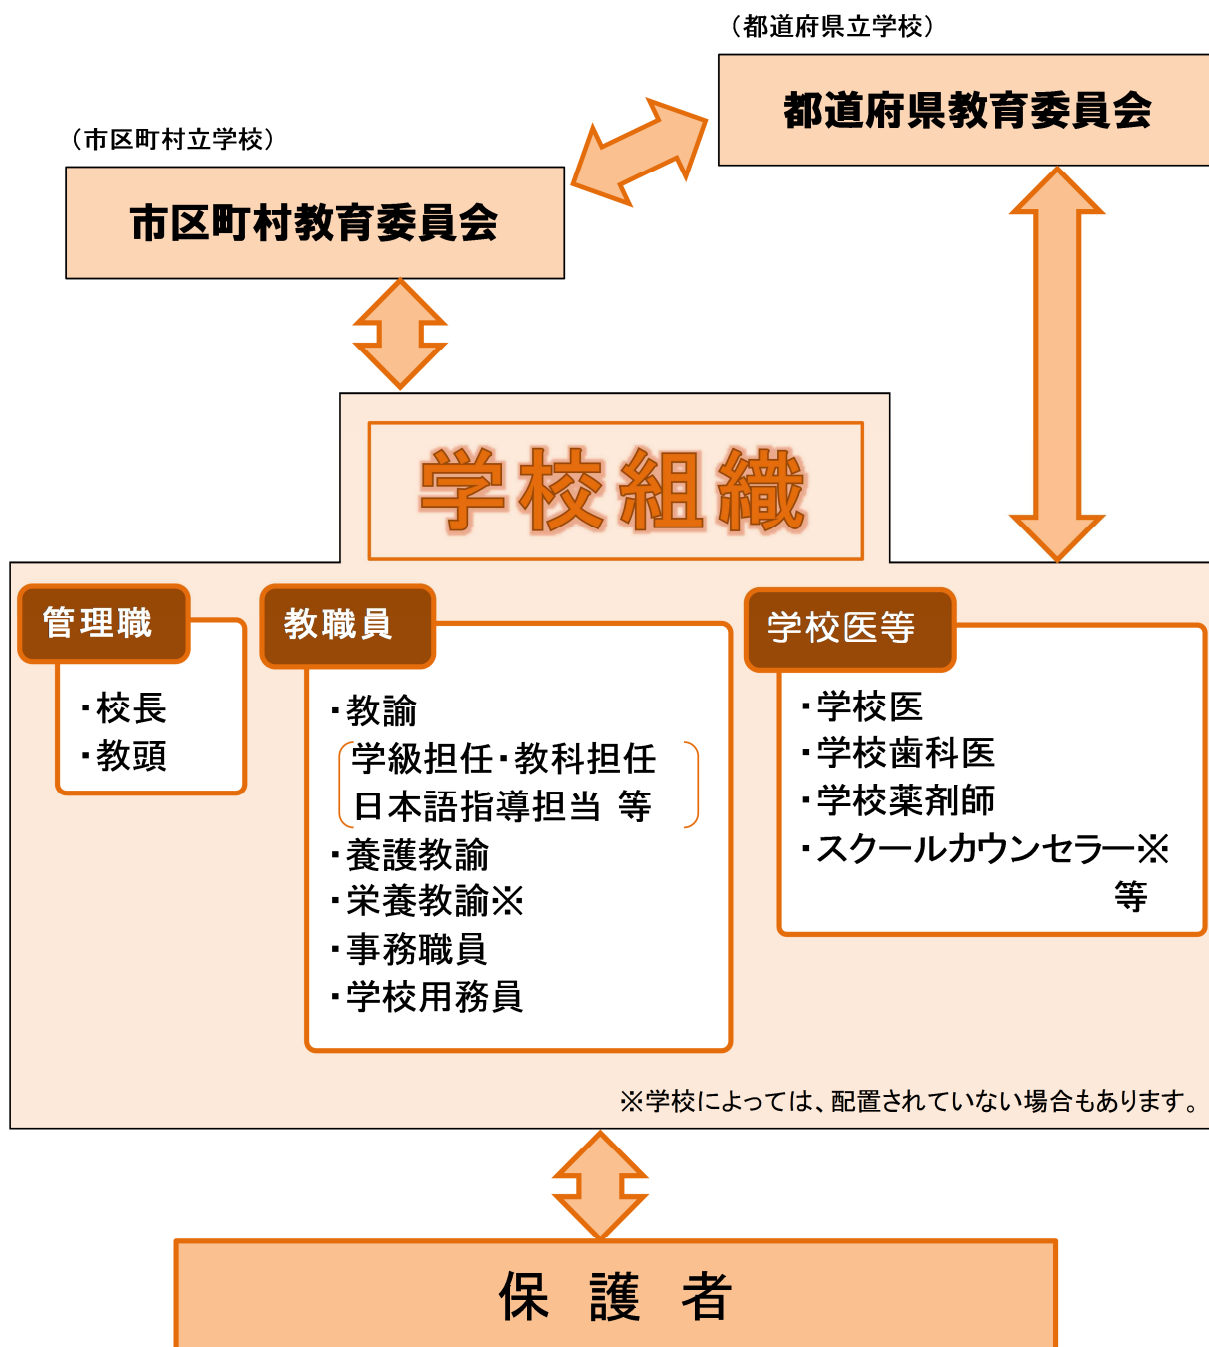 （都道府県立学校）
都道府県教育委員会
（市区町村立学校）
市区町村教育委員会
学校組織
管理職
・校長
・教頭
教職員
・教諭
学級担任・教科担任
日本語指導担当 等
・養護教諭
・栄養教諭※
・事務職員
・学校用務員
学校医等
・学校医
・学校歯科医
・学校薬剤師
・スクールカウンセラー※
等
※学校によっては、配置されていない場合もあります。
保 護 者